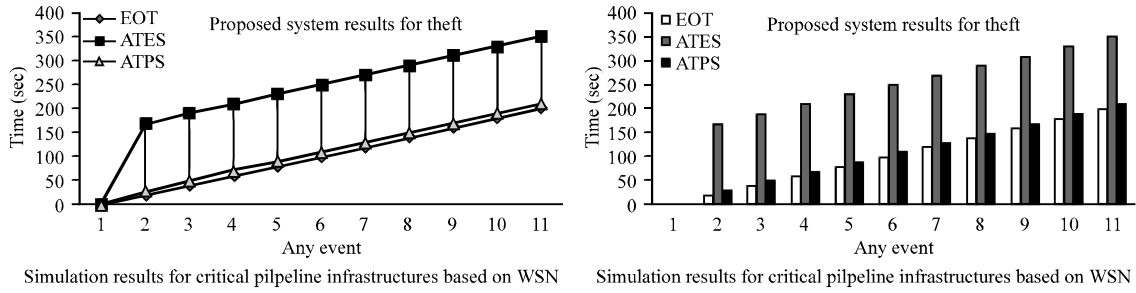 Proposed system results for theft
EOT
ATES
ATPS
Time (sec)
350
300
250
200
150
100
50
0
1 2 3 4 5 6 7 8 9 10 11
Any event
Simulation results for critical pilpeline infrastructures based on WSN
Proposed system results for theft
EOT
ATES
ATPS
Time (sec)
400
350
300
250
200
150
100
50
0
1 2 3 4 5 6 7 8 9 10 11
Any event
Simulation results for critical pilpeline infrastructures based on WSN